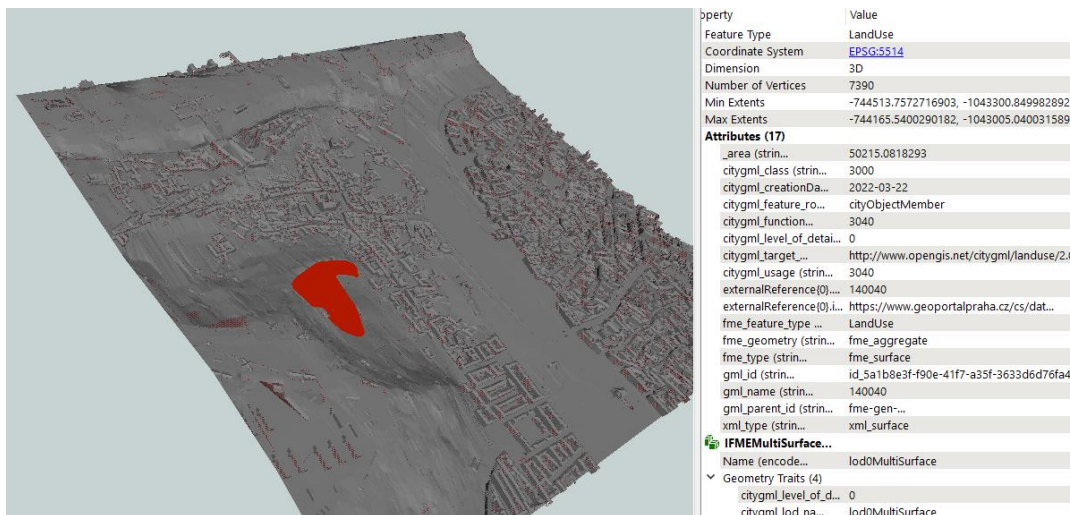 operty Value
Feature Type LandUse
Coordinate System EPSG:5514
Dimension 3D
Number of Vertices 7390
Min Extents -744513.7572716903, -1043300.849982892
Max Extents -744165.5400290182, -1043005.040031589
Attributes (17)
_area (strin... 50215.0818293
citygml_class (strin... 3000
citygml_creationDa... 2022-03-22
citygml_feature_ro... cityObjectMember
citygml_function... 3040
citygml_level_of_detai... 0
citygml_target_... http://www.opengis.net/citygml/landuse/2.0
citygml_usage (strin... 3040
externalReference{0}.... 140040
externalReference{0}.i... https://www.geoportalpraha.cz/cs/dat...
fme_feature_type ... LandUse
fme_geometry (strin... fme_aggregate
fme_type (strin... fme_surface
gml_id (strin... id_5a1b8e3f-f90e-41f7-a35f-3633d6d76fa4
gml_name (strin... 140040
gml_parent_id (strin... fme-gen-...
xml_type (strin... xml_surface
IFMEMultiSurface...
Name (encode... lod0MultiSurface
Geometry Traits (4)
citygml_level_of_d... 0
citygml_lod_na... lod0MultiSurface